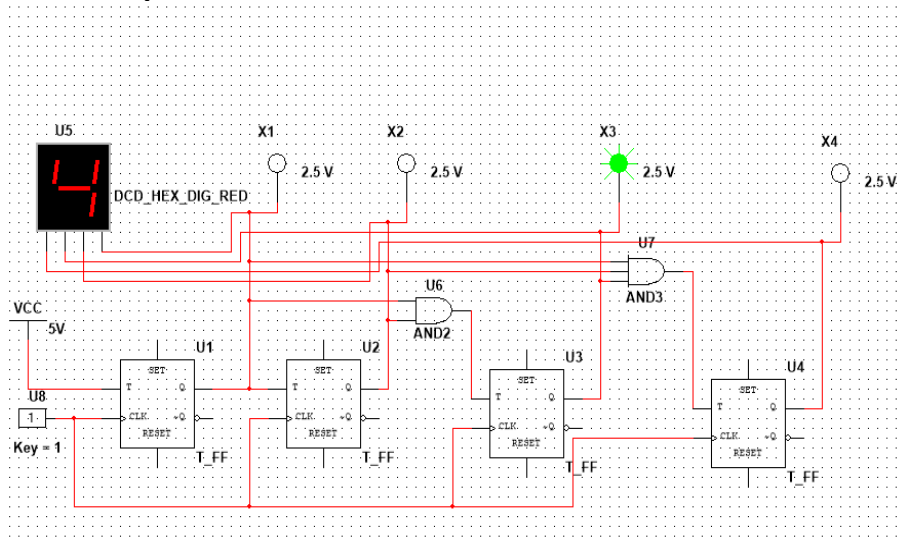 U5
X1
X2
X3
X4
2.5 V
2.5 V
2.5 V
2.5 V
4
DCD_HEX_DIG_RED
U7
AND3
U6
AND2
VCC
5V
U1
SET
T
Q
CLK
~Q
RESET
T_FF
U2
SET
T
Q
CLK
~Q
RESET
T_FF
U3
SET
T
Q
CLK
~Q
RESET
T_FF
U4
SET
T
Q
CLK
~Q
RESET
T_FF
U8
1
Key = 1